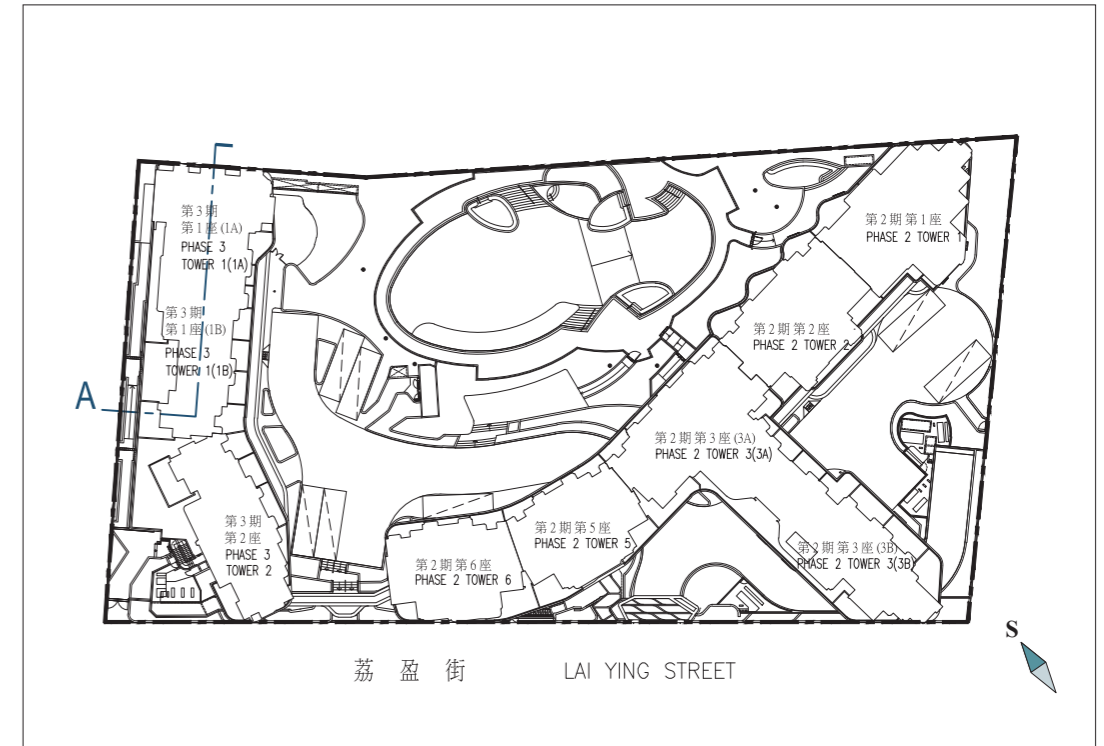 第3期
第1座(1A)
PHASE 3
TOWER 1(1A)
第3期
第1座(1B)
PHASE 3
TOWER 1(1B)
A
第3期
第2座
PHASE 3
TOWER 2
第2期第1座
PHASE 2 TOWER 1
第2期第2座
PHASE 2 TOWER 2
第2期第3座(3A)
PHASE 2 TOWER 3(3A)
第2期第5座
PHASE 2 TOWER 5
第2期第6座
PHASE 2 TOWER 6
第2期第3座(3B)
PHASE 2 TOWER 3(3B)
荔盈街 LAI YING STREET
S